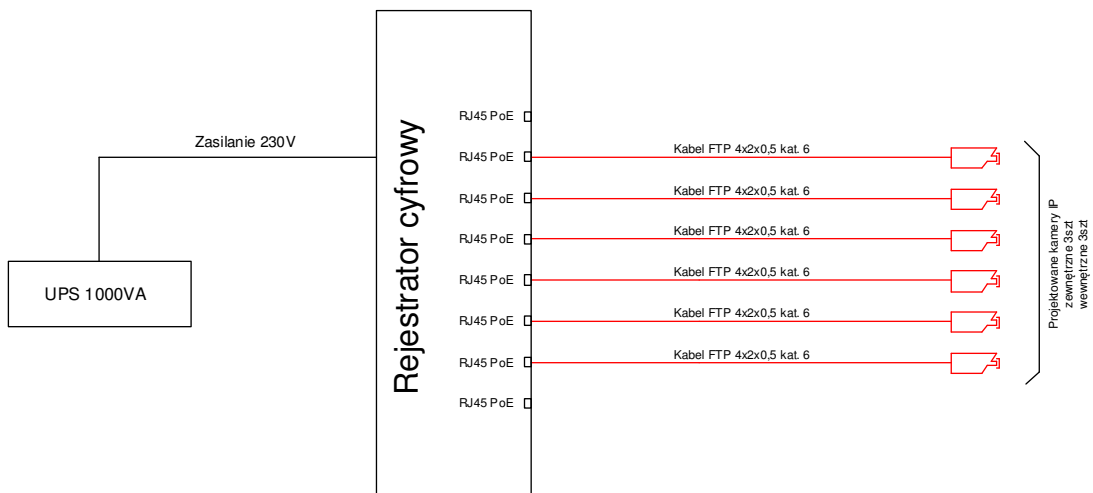 Zasilanie 230V
UPS 1000VA
Rejestrator cyfrowy
RJ45 PoE
RJ45 PoE
Kabel FTP 4x2x0,5 kat. 6
RJ45 PoE
Kabel FTP 4x2x0,5 kat. 6
RJ45 PoE
Kabel FTP 4x2x0,5 kat. 6
RJ45 PoE
Kabel FTP 4x2x0,5 kat. 6
RJ45 PoE
Kabel FTP 4x2x0,5 kat. 6
RJ45 PoE
Kabel FTP 4x2x0,5 kat. 6
RJ45 PoE
Projektowane kamery IP
zewnętrzne 3szt
wewnętrzne 3szt